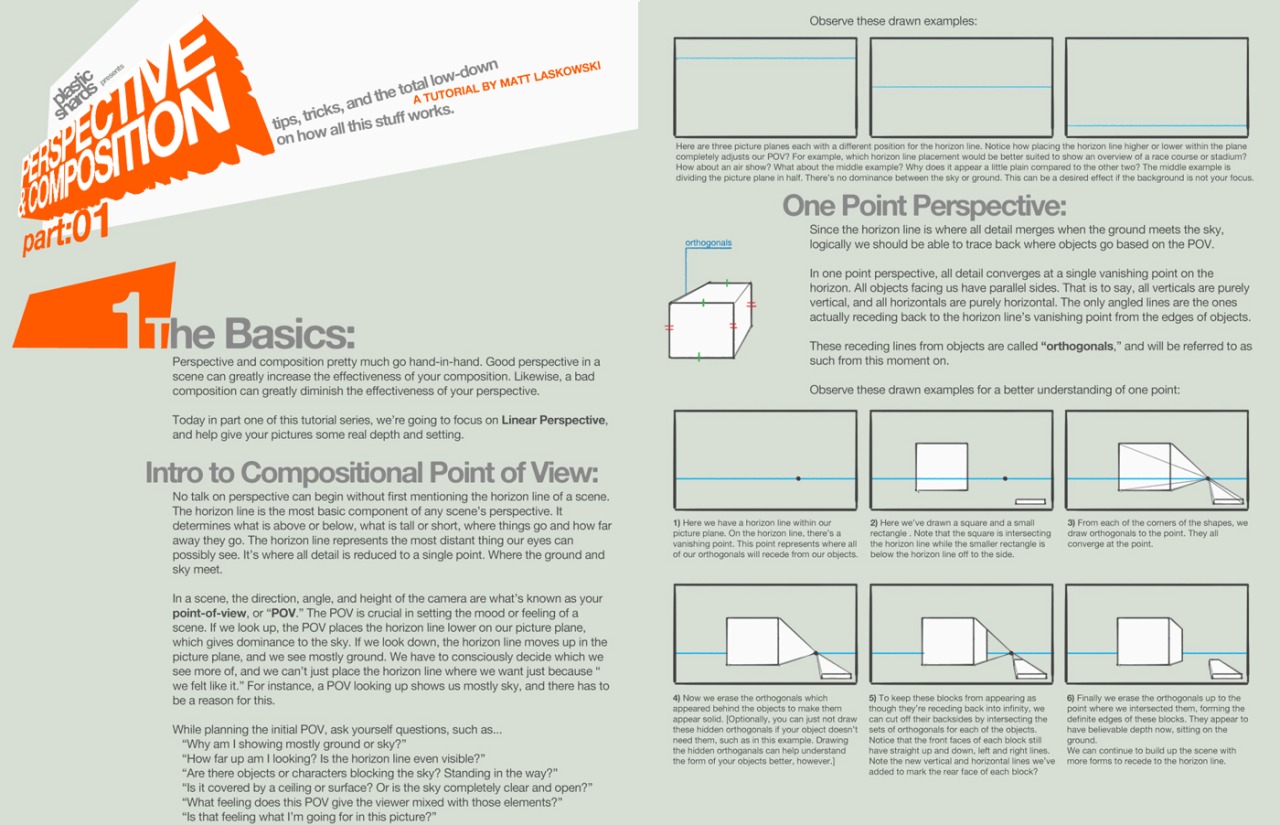 plastic
shards
presents
PERSPECTIVE
& COMPOSITION
part:01
tips, tricks, and the total low-down
A TUTORIAL BY MATT LASKOWSKI
on how all this stuff works.
1 The Basics:
Perspective and composition pretty much go hand-in-hand. Good perspective in a
scene can greatly increase the effectiveness of your composition. Likewise, a bad
composition can greatly diminish the effectiveness of your perspective.
Today in part one of this tutorial series, we're going to focus on Linear Perspective,
and help give your pictures some real depth and setting.
Intro to Compositional Point of View:
No talk on perspective can begin without first mentioning the horizon line of a scene.
The horizon line is the most basic component of any scene's perspective. It
determines what is above or below, what is tall or short, where things go and how far
away they go. The horizon line represents the most distant thing our eyes can
possibly see. It's where all detail is reduced to a single point. Where the ground and
sky meet.
In a scene, the direction, angle, and height of the camera are what's known as your
point-of-view, or “POV.” The POV is crucial in setting the mood or feeling of a
scene. If we look up, the POV places the horizon line lower on our picture plane,
which gives dominance to the sky. If we look down, the horizon line moves up in the
picture plane, and we see mostly ground. We have to consciously decide which we
see more of, and we can't just place the horizon line where we want just because “
we felt like it.” For instance, a POV looking up shows us mostly sky, and there has to
be a reason for this.
While planning the initial POV, ask yourself questions, such as...
“Why am I showing mostly ground or sky?”
“How far up am I looking? Is the horizon line even visible?”
“Are there objects or characters blocking the sky? Standing in the way?”
“Is it covered by a ceiling or surface? Or is the sky completely clear and open?”
“What feeling does this POV give the viewer mixed with those elements?”
“Is that feeling what I'm going for in this picture?”
Observe these drawn examples:
Here are three picture planes each with a different position for the horizon line. Notice how placing the horizon line higher or lower within the plane
completely adjusts our POV? For example, which horizon line placement would be better suited to show an overview of a race course or stadium?
How about an air show? What about the middle example? Why does it appear a little plain compared to the other two? The middle example is
dividing the picture plane in half. There's no dominance between the sky or ground. This can be a desired effect if the background is not your focus.
One Point Perspective:
Since the horizon line is where all detail merges when the ground meets the sky,
logically we should be able to trace back where objects go based on the POV.
orthogonals
In one point perspective, all detail converges at a single vanishing point on the
horizon. All objects facing us have parallel sides. That is to say, all verticals are purely
vertical, and all horizontals are purely horizontal. The only angled lines are the ones
actually receding back to the horizon line's vanishing point from the edges of objects.
These receding lines from objects are called “orthogonals,” and will be referred to as
such from this moment on.
Observe these drawn examples for a better understanding of one point:
1) Here we have a horizon line within our
picture plane. On the horizon line, there's a
vanishing point. This point represents where all
of our orthogonals will recede from our objects.
2) Here we've drawn a square and a small
rectangle . Note that the square is intersecting
the horizon line while the smaller rectangle is
below the horizon line off to the side.
3) From each of the corners of the shapes, we
draw orthogonals to the point. They all
converge at the point.
4) Now we erase the orthogonals which
appeared behind the objects to make them
appear solid. [Optionally, you can just not draw
these hidden orthogonals if your object doesn't
need them, such as in this example. Drawing
the hidden orthogonals can help understand
the form of your objects better, however.]
5) To keep these blocks from appearing as
though they're receding back into infinity, we
can cut off their backsides by intersecting the
sets of orthogonals for each of the objects.
Notice that the front faces of each block still
have straight up and down, left and right lines.
Note the new vertical and horizontal lines we've
added to mark the rear face of each block?
6) Finally we erase the orthogonals up to the
point where we intersected them, forming the
definite edges of these blocks. They appear to
have believable depth now, sitting on the
ground.
We can continue to build up the scene with
more forms to recede to the horizon line.